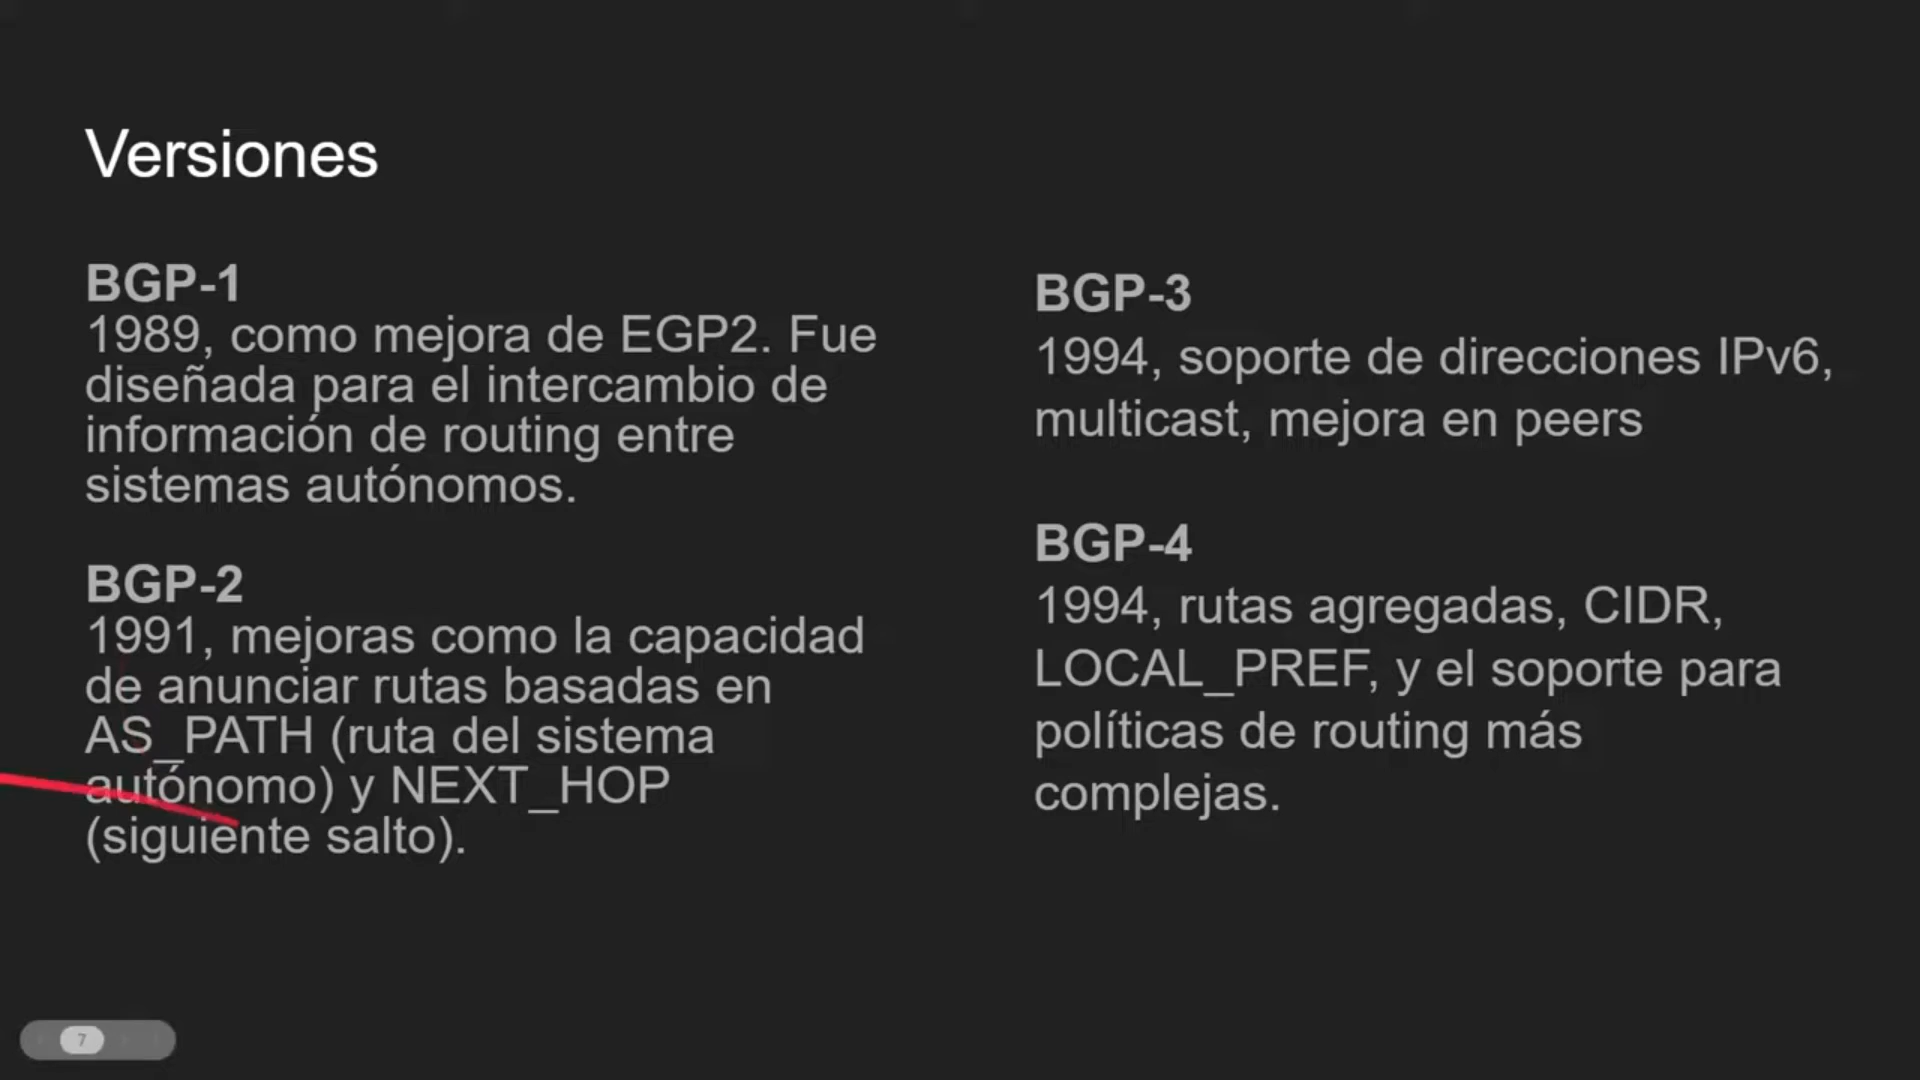 Versiones
BGP-1
1989, como mejora de EGP2. Fue
diseñada para el intercambio de
información de routing entre
sistemas autónomos.
BGP-2
1991, mejoras como la capacidad
de anunciar rutas basadas en
AS_PATH (ruta del sistema
autónomo) y NEXT_HOP
(siguiente salto).
BGP-3
1994, soporte de direcciones IPv6,
multicast, mejora en peers
BGP-4
1994, rutas agregadas, CIDR,
LOCAL_PREF, y el soporte para
políticas de routing más
complejas.
7